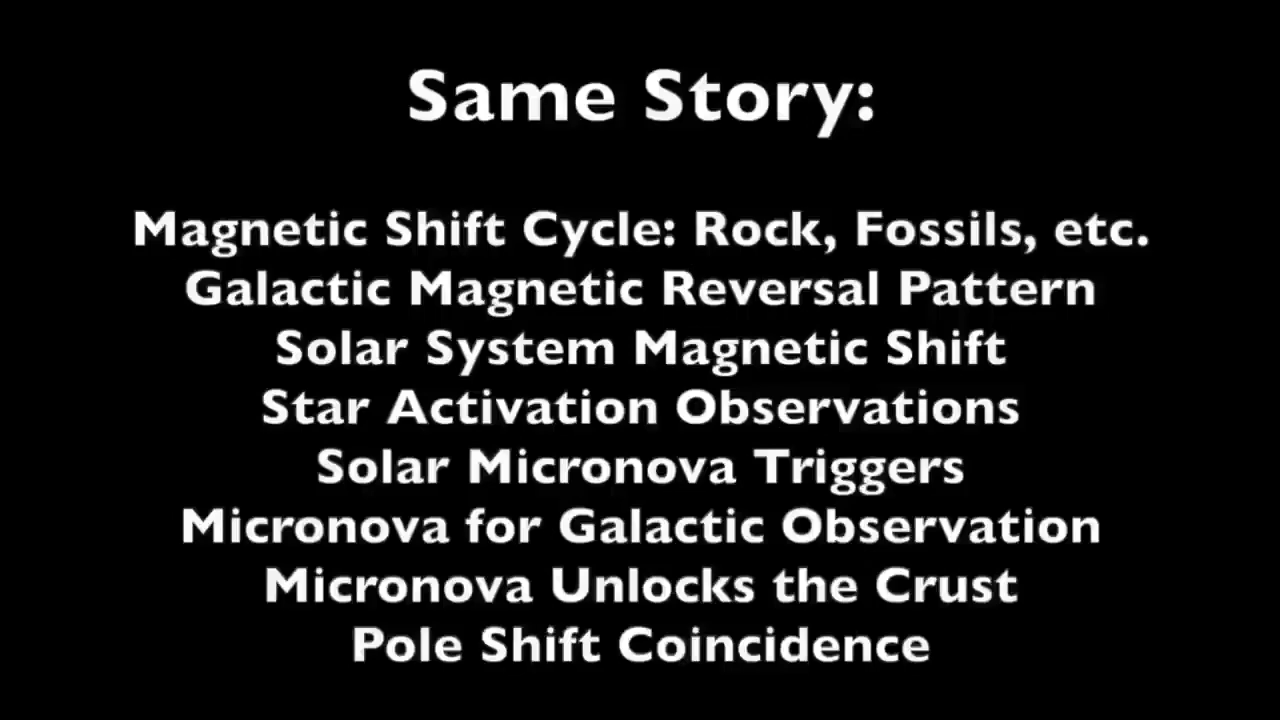 Same Story:
Magnetic Shift Cycle: Rock, Fossils, etc.
Galactic Magnetic Reversal Pattern
Solar System Magnetic Shift
Star Activation Observations
Solar Micronova Triggers
Micronova for Galactic Observation
Micronova Unlocks the Crust
Pole Shift Coincidence